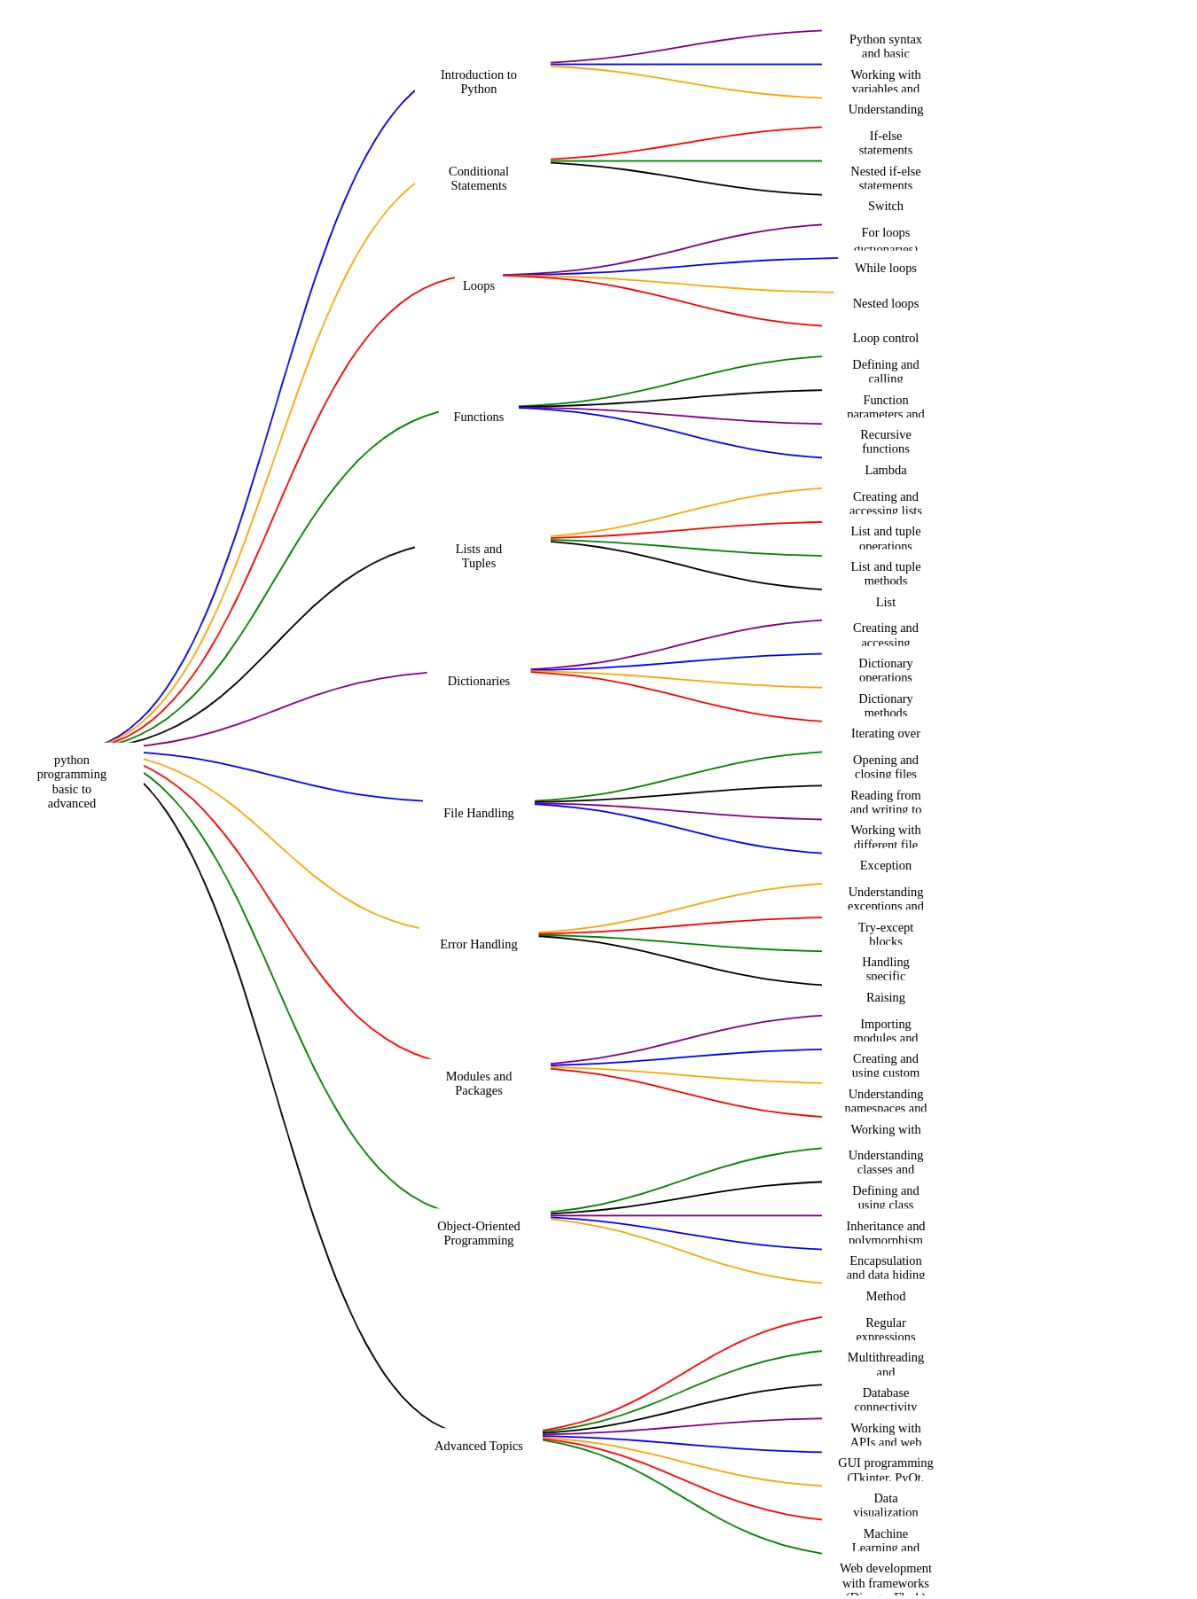 python
programming
basic to
advanced
Introduction to
Python
Python syntax
and basic
Working with
variables and
Understanding
Conditional
Statements
If-else
statements
Nested if-else
statements
Switch
Loops
For loops
dictionaries)
While loops
Nested loops
Loop control
Functions
Defining and
calling
Function
parameters and
Recursive
functions
Lambda
Lists and
Tuples
Creating and
accessing lists
List and tuple
operations
List and tuple
methods
List
Dictionaries
Creating and
accessing
Dictionary
operations
Dictionary
methods
Iterating over
File Handling
Opening and
closing files
Reading from
and writing to
Working with
different file
Exception
Error Handling
Understanding
exceptions and
Try-except
blocks
Handling
specific
Raising
Modules and
Packages
Importing
modules and
Creating and
using custom
Understanding
namespaces and
Working with
Object-Oriented
Programming
Understanding
classes and
Defining and
using class
Inheritance and
polymorphism
Encapsulation
and data hiding
Method
Advanced Topics
Regular
expressions
Multithreading
and
Database
connectivity
Working with
APIs and web
GUI programming
(Tkinter, PyQt,
Data
visualization
Machine
Learning and
Web development
with frameworks
(Django, Flask)